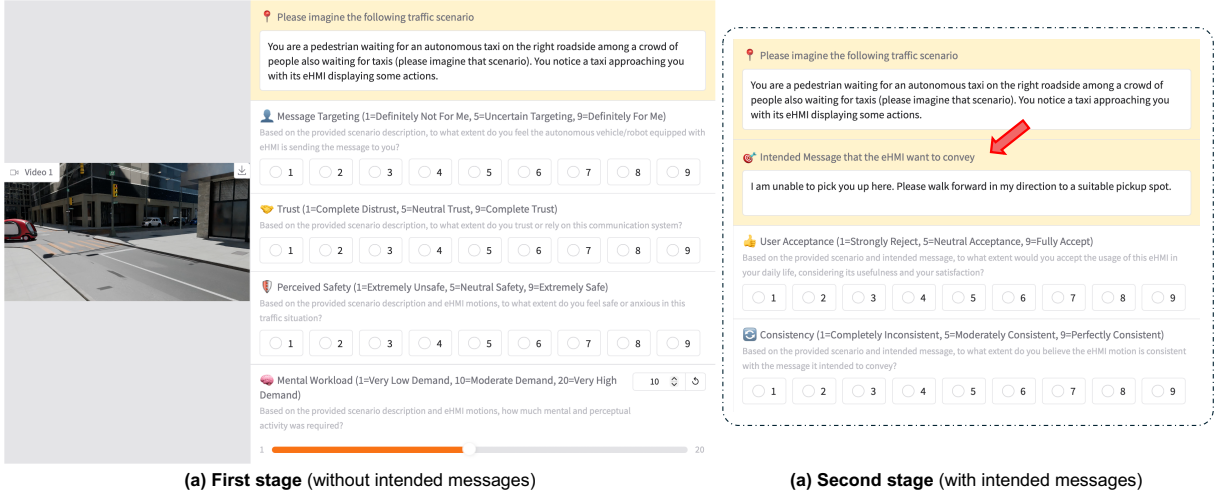 Video 1
Please imagine the following traffic scenario
You are a pedestrian waiting for an autonomous taxi on the right roadside among a crowd of
people also waiting for taxis (please imagine that scenario). You notice a taxi approaching you
with its eHMI displaying some actions.
Message Targeting (1=Definitely Not For Me, 5=Uncertain Targeting, 9=Definitely For Me)
Based on the provided scenario description, to what extent do you feel the autonomous vehicle/robot equipped with
eHMI is sending the message to you?
1 2 3 4 5 6 7 8 9
Trust (1=Complete Distrust, 5=Neutral Trust, 9=Complete Trust)
Based on the provided scenario description, to what extent do you trust or rely on this communication system?
1 2 3 4 5 6 7 8 9
Perceived Safety (1=Extremely Unsafe, 5=Neutral Safety, 9=Extremely Safe)
Based on the provided scenario description and eHMI motions, to what extent do you feel safe or anxious in this
traffic situation?
1 2 3 4 5 6 7 8 9
Mental Workload (1=Very Low Demand, 10=Moderate Demand, 20=Very High
Demand)
10
Based on the provided scenario description and eHMI motions, how much mental and perceptual
activity was required?
1 20
(a) First stage (without intended messages)
Please imagine the following traffic scenario
You are a pedestrian waiting for an autonomous taxi on the right roadside among a crowd of
people also waiting for taxis (please imagine that scenario). You notice a taxi approaching you
with its eHMI displaying some actions.
Intended Message that the eHMI want to convey
I am unable to pick you up here. Please walk forward in my direction to a suitable pickup spot.
User Acceptance (1=Strongly Reject, 5=Neutral Acceptance, 9=Fully Accept)
Based on the provided scenario and intended message, to what extent would you accept the usage of this eHMI in
your daily life, considering its usefulness and your satisfaction?
1 2 3 4 5 6 7 8 9
Consistency (1=Completely Inconsistent, 5=Moderately Consistent, 9=Perfectly Consistent)
Based on the provided scenario and intended message, to what extent do you believe the eHMI motion is consistent
with the message it intended to convey?
1 2 3 4 5 6 7 8 9
(a) Second stage (with intended messages)